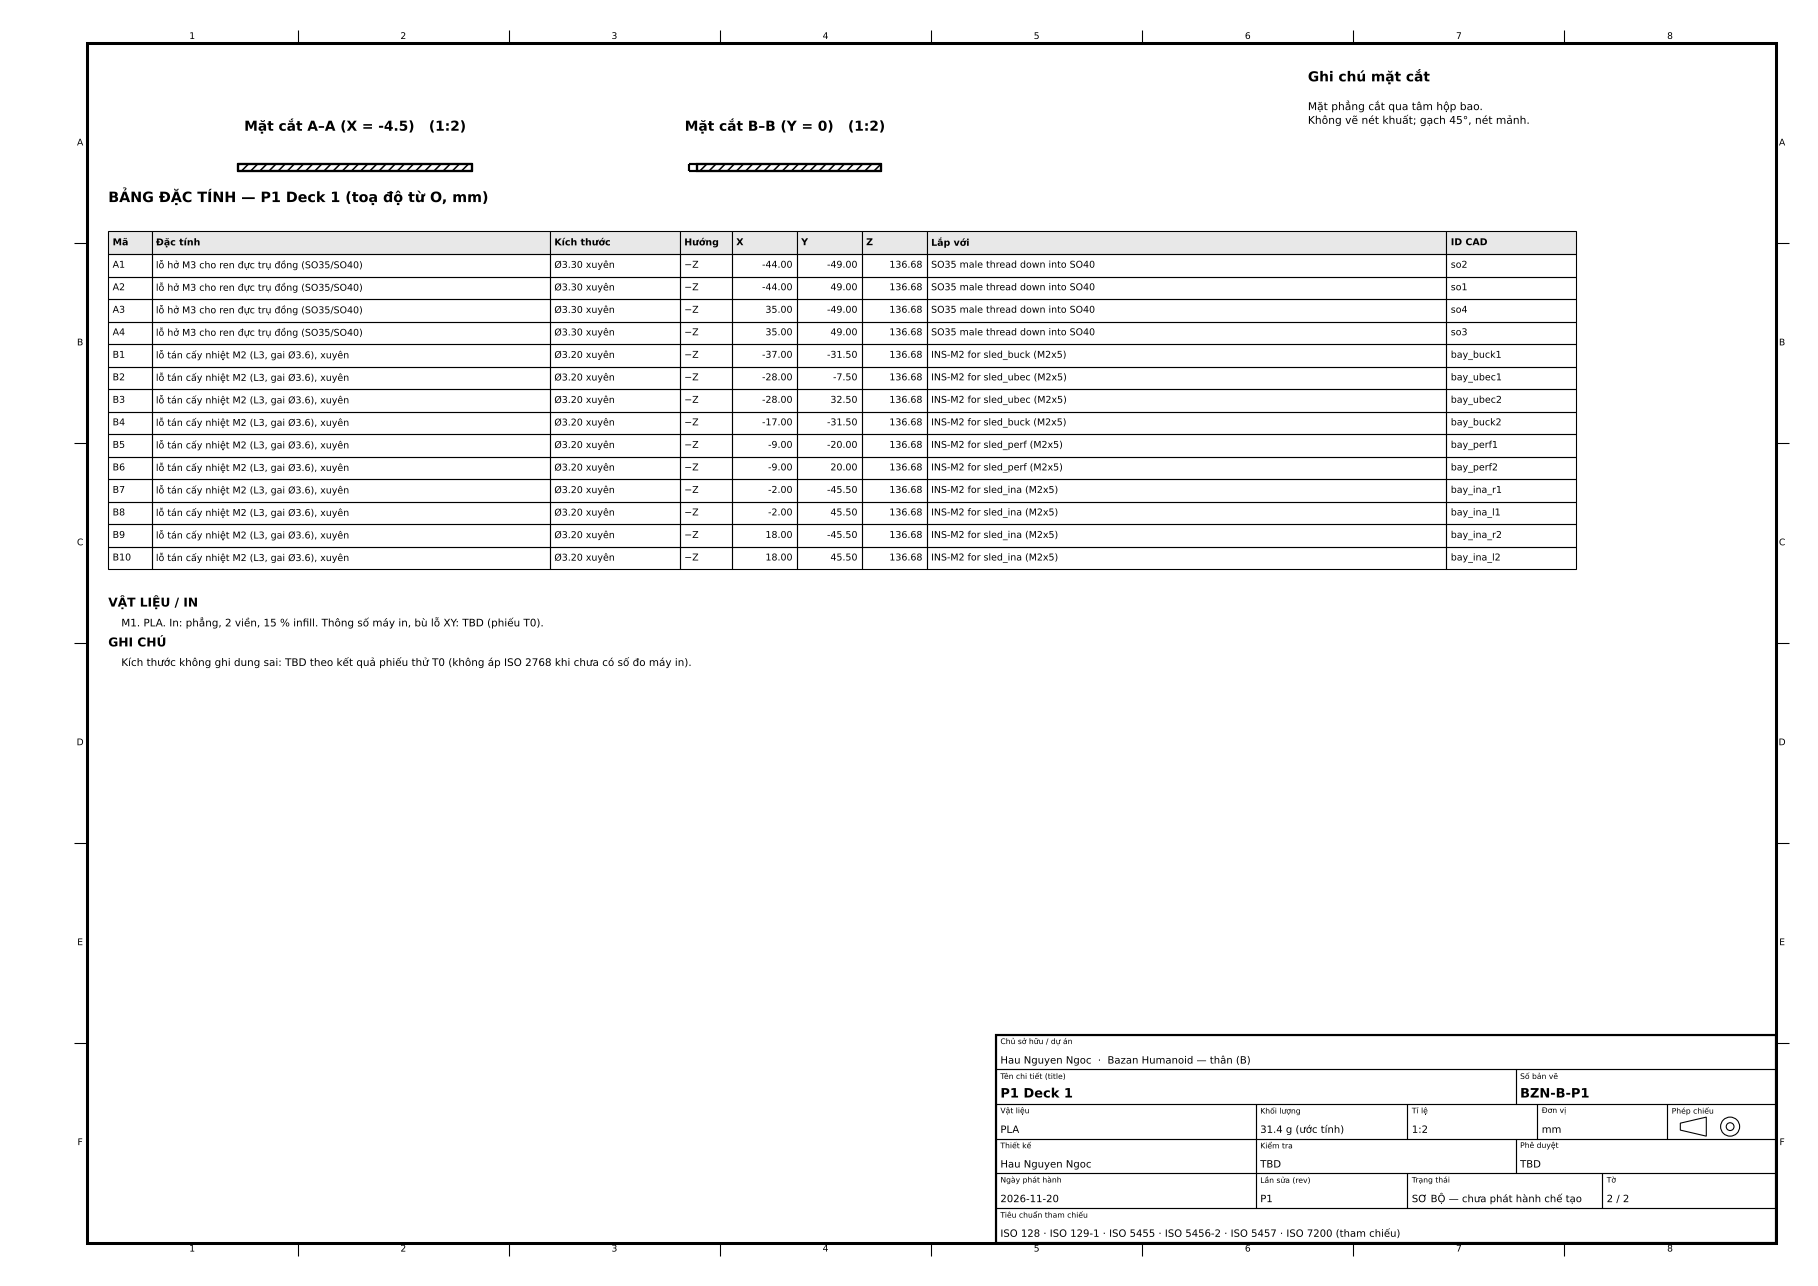 1 2 3 4 5 6 7 8
Ghi chú mặt cắt
Mặt phẳng cắt qua tâm hộp bao.
Không vẽ nét khuất; gạch 45°, nét mảnh.
Mặt cắt A–A (X = -4.5) (1:2)
Mặt cắt B–B (Y = 0) (1:2)
A A
BẢNG ĐẶC TÍNH — P1 Deck 1 (toạ độ từ O, mm)
Mã Đặc tính Kích thước Hướng X Y Z Lắp với ID CAD
A1 lỗ hở M3 cho ren đực trụ đồng (SO35/SO40) Ø3.30 xuyên −Z -44.00 -49.00 136.68 SO35 male thread down into SO40 so2
A2 lỗ hở M3 cho ren đực trụ đồng (SO35/SO40) Ø3.30 xuyên −Z -44.00 49.00 136.68 SO35 male thread down into SO40 so1
A3 lỗ hở M3 cho ren đực trụ đồng (SO35/SO40) Ø3.30 xuyên −Z 35.00 -49.00 136.68 SO35 male thread down into SO40 so4
A4 lỗ hở M3 cho ren đực trụ đồng (SO35/SO40) Ø3.30 xuyên −Z 35.00 49.00 136.68 SO35 male thread down into SO40 so3
B B
B1 lỗ tán cấy nhiệt M2 (L3, gai Ø3.6), xuyên Ø3.20 xuyên −Z -37.00 -31.50 136.68 INS-M2 for sled_buck (M2x5) bay_buck1
B2 lỗ tán cấy nhiệt M2 (L3, gai Ø3.6), xuyên Ø3.20 xuyên −Z -28.00 -7.50 136.68 INS-M2 for sled_ubec (M2x5) bay_ubec1
B3 lỗ tán cấy nhiệt M2 (L3, gai Ø3.6), xuyên Ø3.20 xuyên −Z -28.00 32.50 136.68 INS-M2 for sled_ubec (M2x5) bay_ubec2
B4 lỗ tán cấy nhiệt M2 (L3, gai Ø3.6), xuyên Ø3.20 xuyên −Z -17.00 -31.50 136.68 INS-M2 for sled_buck (M2x5) bay_buck2
B5 lỗ tán cấy nhiệt M2 (L3, gai Ø3.6), xuyên Ø3.20 xuyên −Z -9.00 -20.00 136.68 INS-M2 for sled_perf (M2x5) bay_perf1
B6 lỗ tán cấy nhiệt M2 (L3, gai Ø3.6), xuyên Ø3.20 xuyên −Z -9.00 20.00 136.68 INS-M2 for sled_perf (M2x5) bay_perf2
B7 lỗ tán cấy nhiệt M2 (L3, gai Ø3.6), xuyên Ø3.20 xuyên −Z -2.00 -45.50 136.68 INS-M2 for sled_ina (M2x5) bay_ina_r1
B8 lỗ tán cấy nhiệt M2 (L3, gai Ø3.6), xuyên Ø3.20 xuyên −Z -2.00 45.50 136.68 INS-M2 for sled_ina (M2x5) bay_ina_l1
B9 lỗ tán cấy nhiệt M2 (L3, gai Ø3.6), xuyên Ø3.20 xuyên −Z 18.00 -45.50 136.68 INS-M2 for sled_ina (M2x5) bay_ina_r2
C C
B10 lỗ tán cấy nhiệt M2 (L3, gai Ø3.6), xuyên Ø3.20 xuyên −Z 18.00 45.50 136.68 INS-M2 for sled_ina (M2x5) bay_ina_l2
VẬT LIỆU / IN
M1. PLA. In: phẳng, 2 viền, 15 % infill. Thông số máy in, bù lỗ XY: TBD (phiếu T0).
GHI CHÚ
Kích thước không ghi dung sai: TBD theo kết quả phiếu thử T0 (không áp ISO 2768 khi chưa có số đo máy in).
D D
E E
Chủ sở hữu / dự án
Hau Nguyen Ngoc · Bazan Humanoid — thân (B)
Tên chi tiết (title) Số bản vẽ
P1 Deck 1 BZN-B-P1
Vật liệu Khối lượng Tỉ lệ Đơn vị Phép chiếu
PLA 31.4 g (ước tính) 1:2 mm
F F
Thiết kế Kiểm tra Phê duyệt
Hau Nguyen Ngoc TBD TBD
Ngày phát hành Lần sửa (rev) Trạng thái Tờ
2026-11-20 P1 SƠ BỘ — chưa phát hành chế tạo 2 / 2
Tiêu chuẩn tham chiếu
ISO 128 · ISO 129-1 · ISO 5455 · ISO 5456-2 · ISO 5457 · ISO 7200 (tham chiếu)
1 2 3 4 5 6 7 8